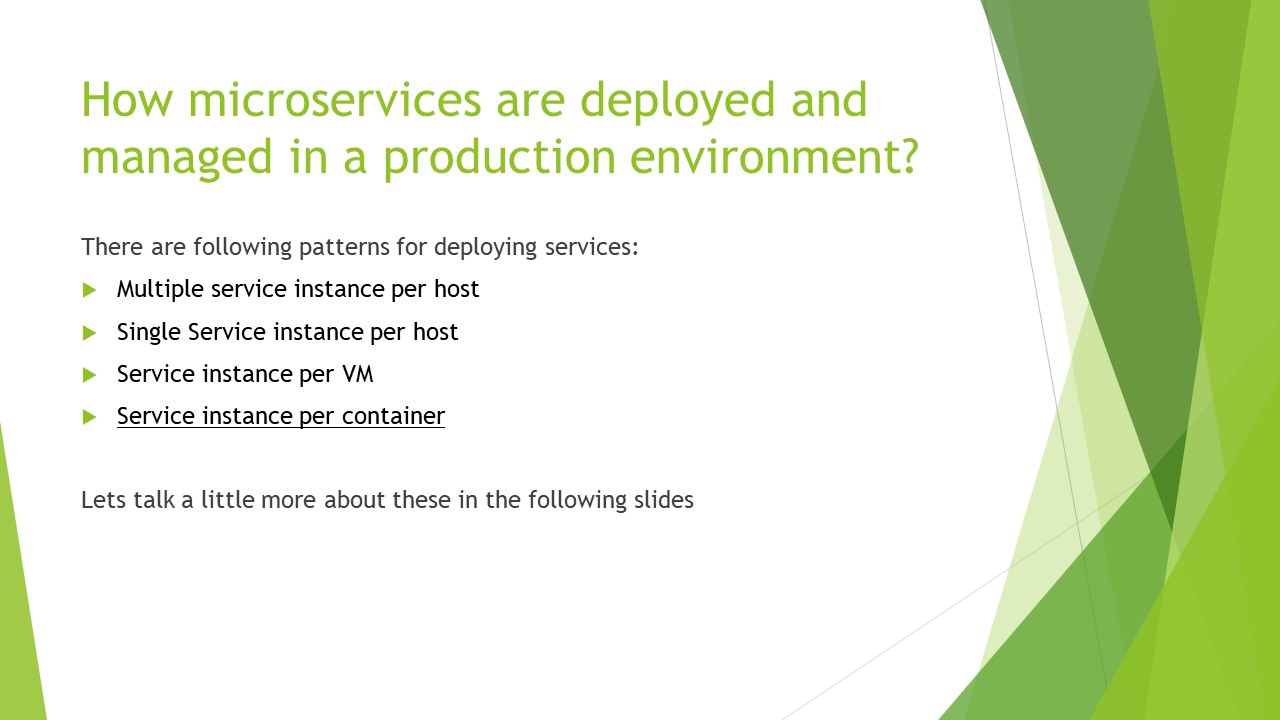 How microservices are deployed and
managed in a production environment?
There are following patterns for deploying services:
Multiple service instance per host
Single Service instance per host
Service instance per VM
Service instance per container
Lets talk a little more about these in the following slides